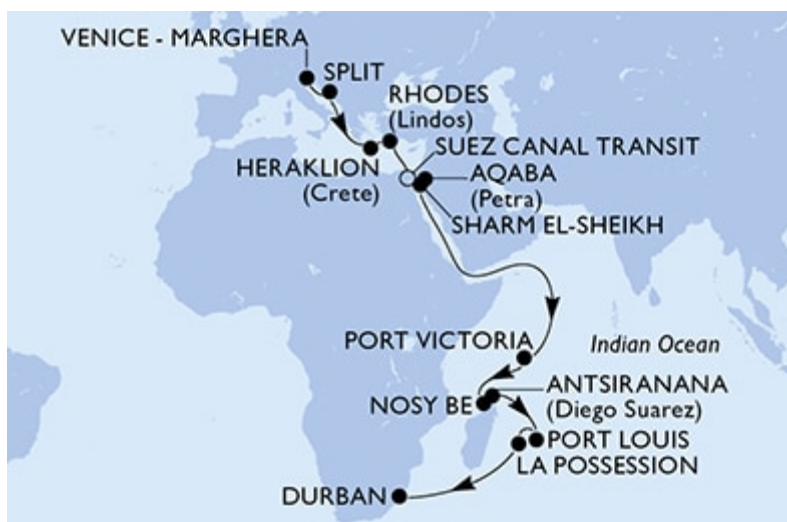 VENICE - MARGHERA
SPLIT
RHODES
(Lindos)
SUEZ CANAL TRANSIT
HERAKLION
(Crete)
AQABA
(Petra)
SHARM EL-SHEIKH
PORT VICTORIA
Indian Ocean
ANTSIRANANA
(Diego Suarez)
NOSY BE
PORT LOUIS
LA POSSESSION
DURBAN